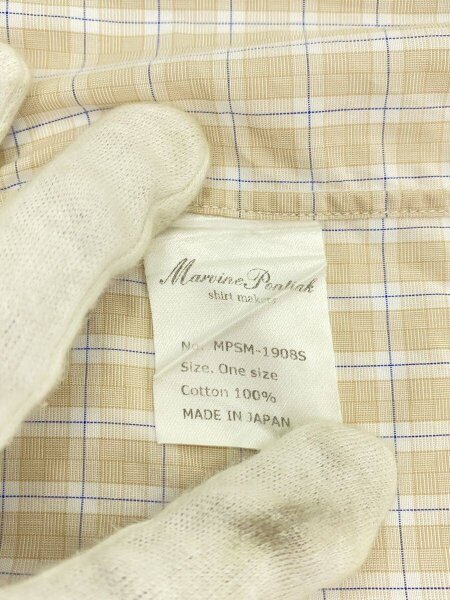 Marvine Pontiak
shirt makers
No. MPSM-1908S
Size. One size
Cotton 100%
MADE IN JAPAN